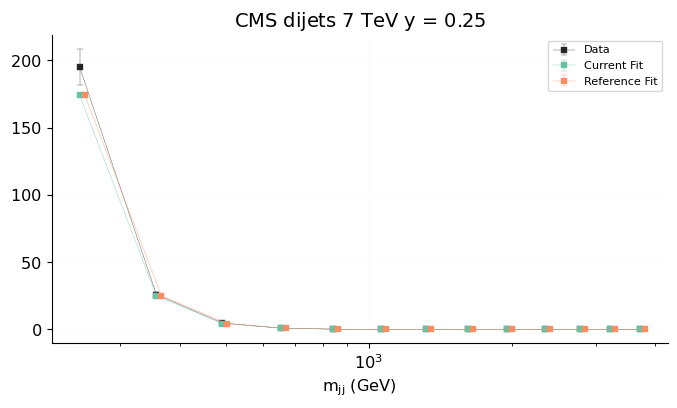 CMS dijets 7 TeV y = 0.25
200
150
100
50
0
10³
m_jj (GeV)
Data
Current Fit
Reference Fit